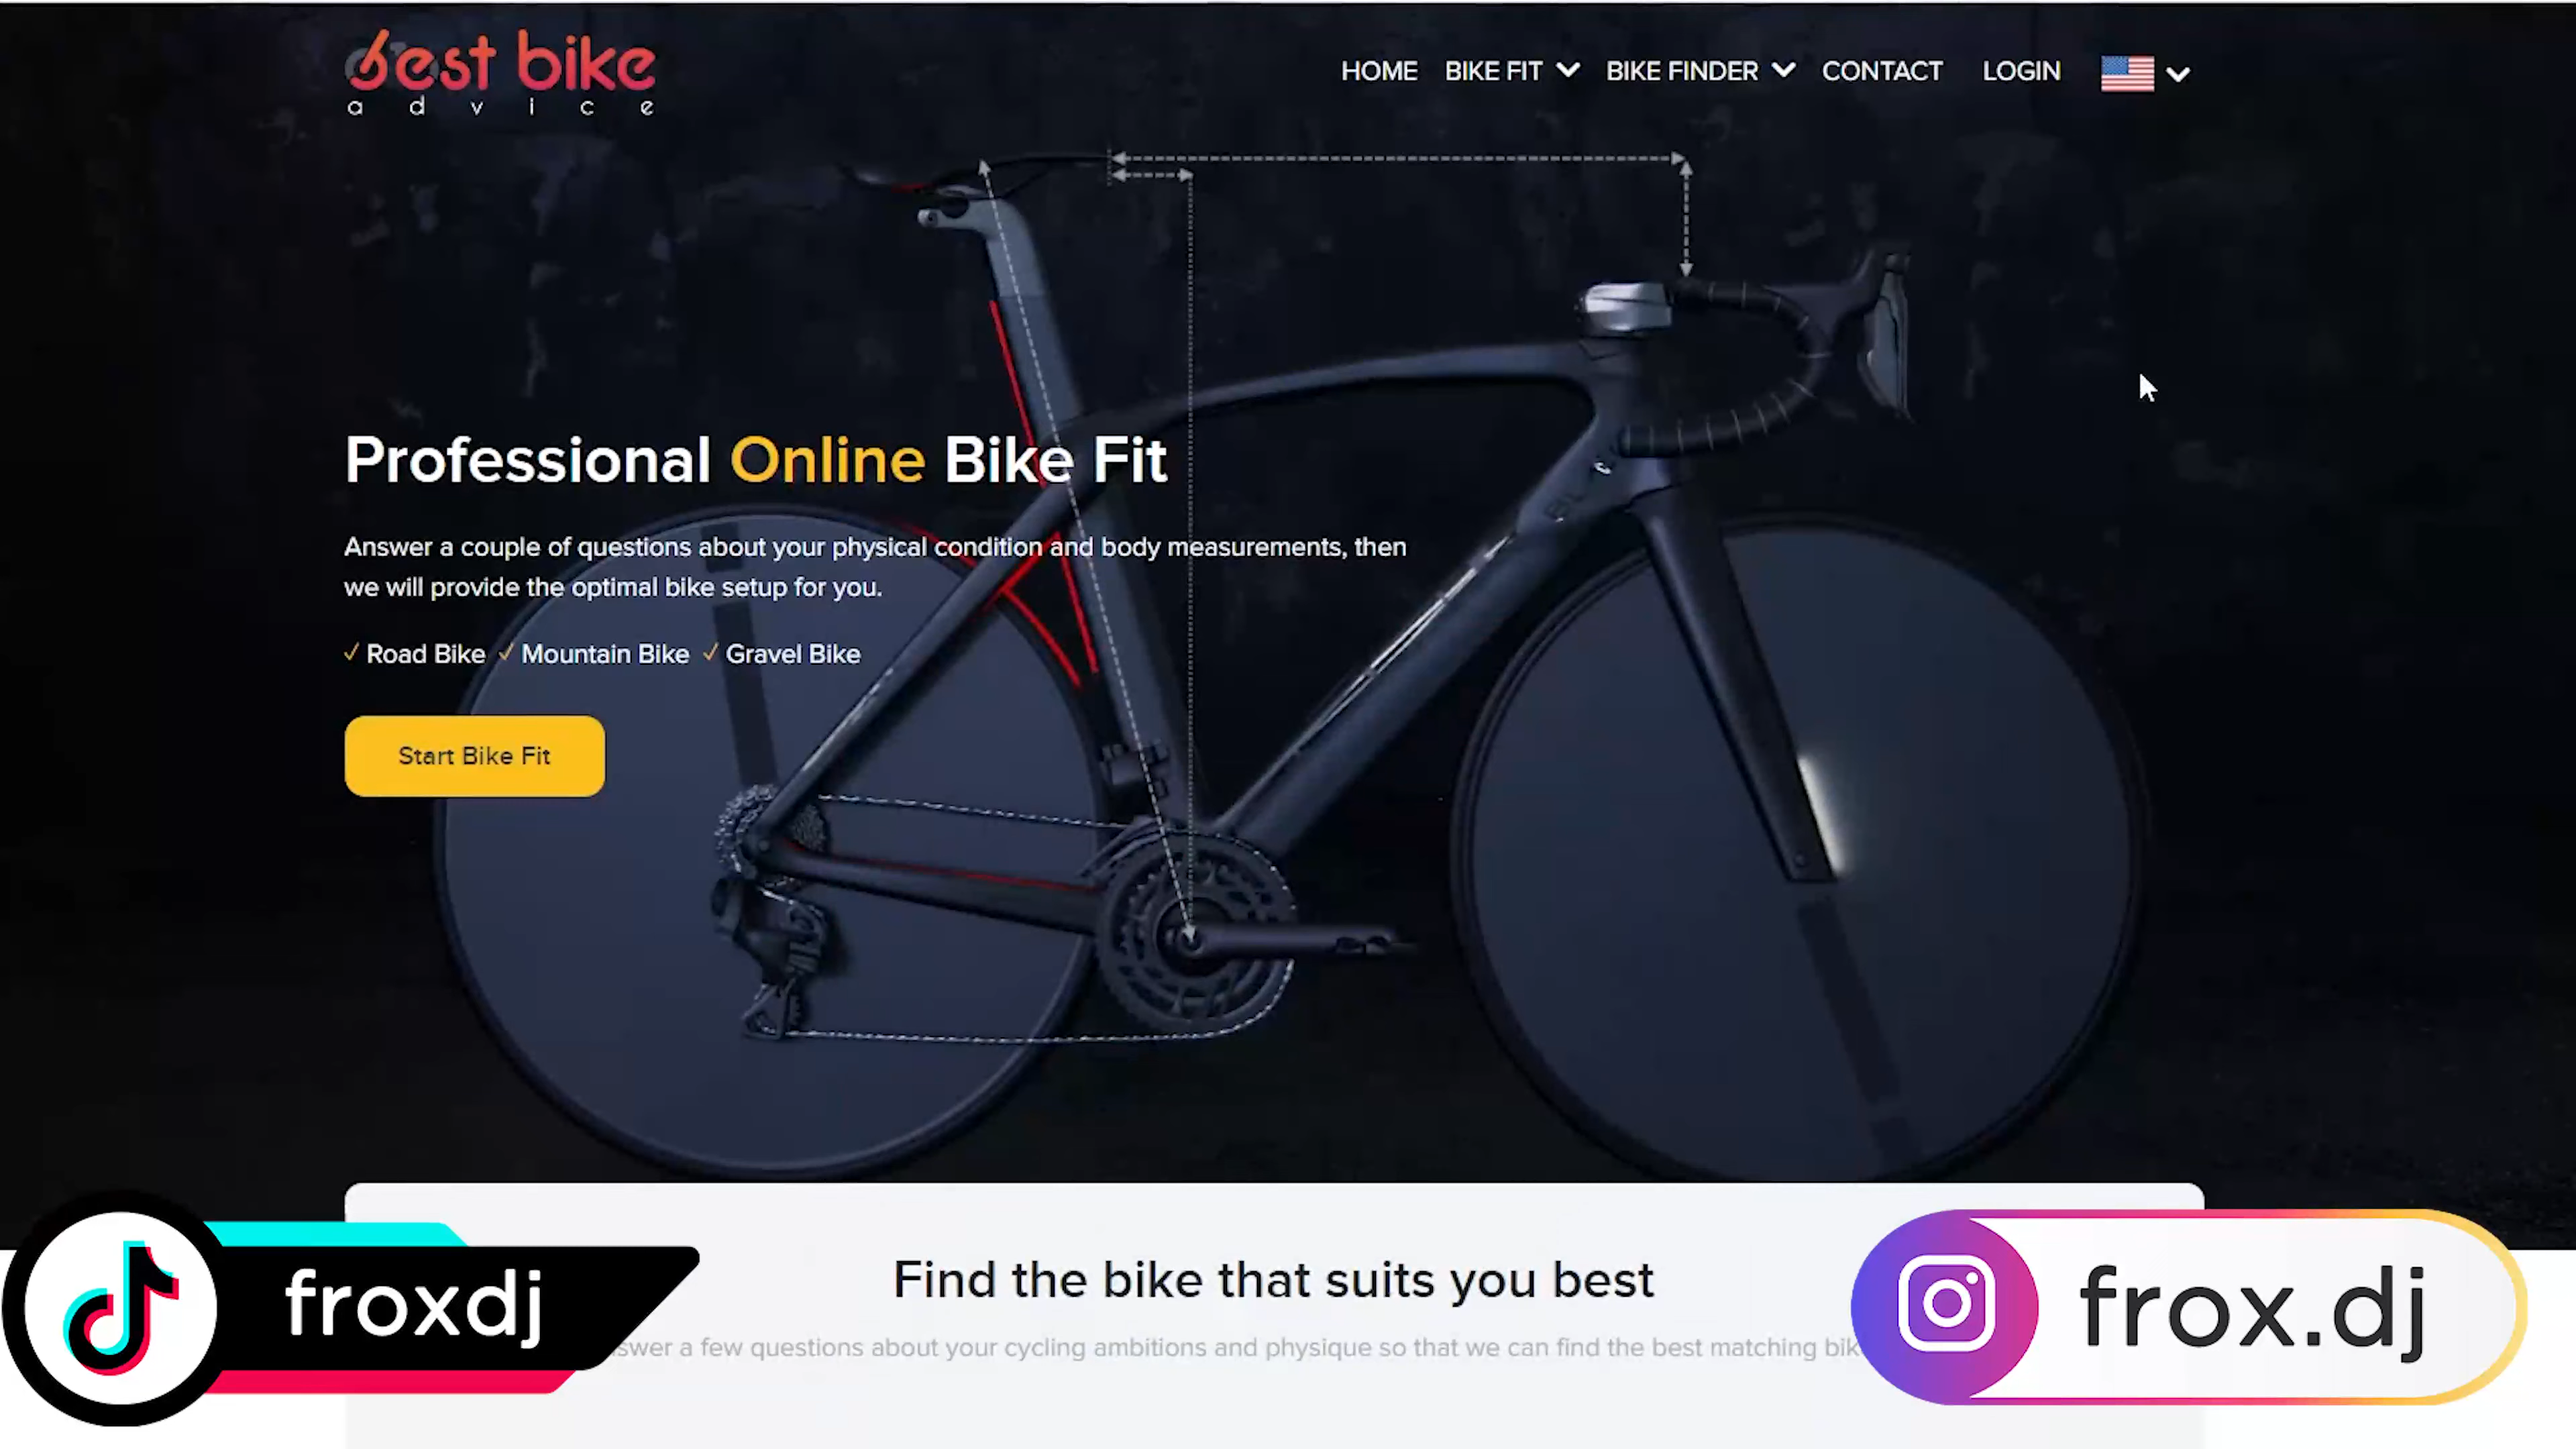 best bike
advice
HOME BIKE FIT BIKE FINDER CONTACT LOGIN
Professional Online Bike Fit
Answer a couple of questions about your physical condition and body measurements, then
we will provide the optimal bike setup for you.
✓ Road Bike ✓ Mountain Bike ✓ Gravel Bike
Start Bike Fit
Find the bike that suits you best
a few questions about your cycling ambitions and physique so that we can find the best matching
froxdj
frox.dj